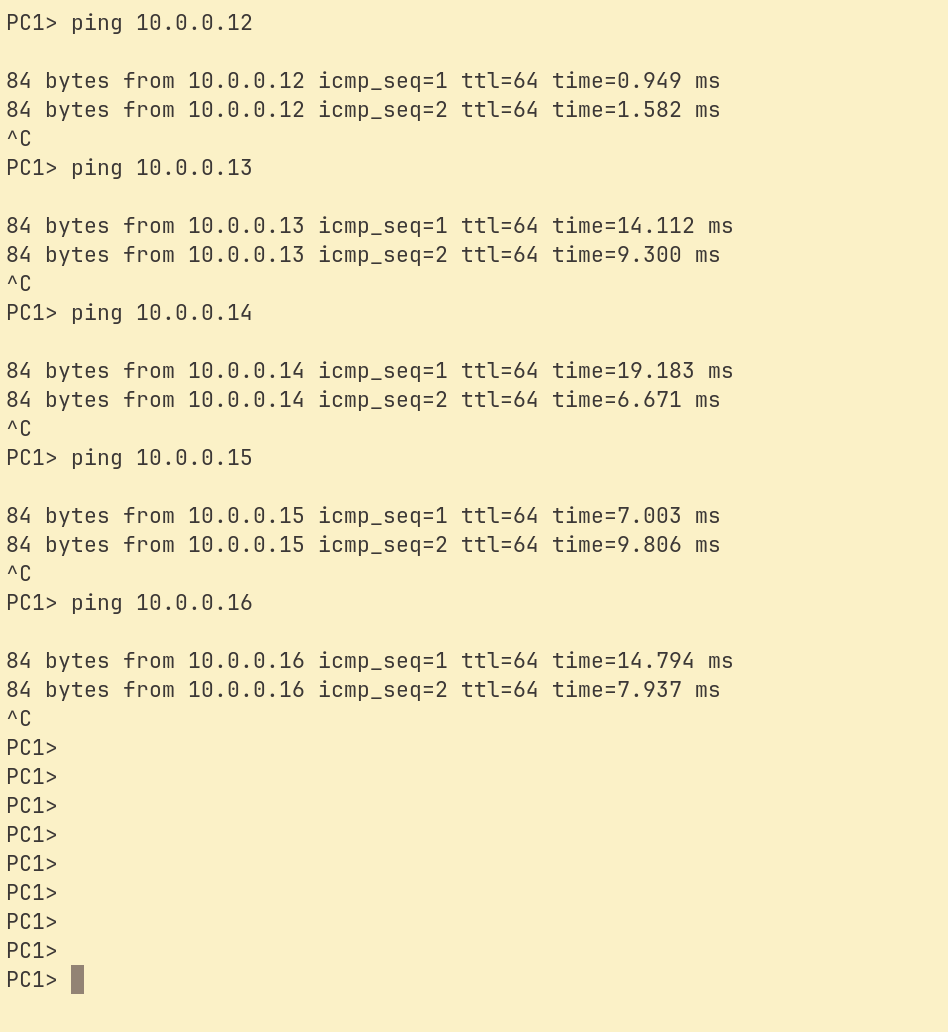 PC1> ping 10.0.0.12

84 bytes from 10.0.0.12 icmp_seq=1 ttl=64 time=0.949 ms
84 bytes from 10.0.0.12 icmp_seq=2 ttl=64 time=1.582 ms
^C
PC1> ping 10.0.0.13

84 bytes from 10.0.0.13 icmp_seq=1 ttl=64 time=14.112 ms
84 bytes from 10.0.0.13 icmp_seq=2 ttl=64 time=9.300 ms
^C
PC1> ping 10.0.0.14

84 bytes from 10.0.0.14 icmp_seq=1 ttl=64 time=19.183 ms
84 bytes from 10.0.0.14 icmp_seq=2 ttl=64 time=6.671 ms
^C
PC1> ping 10.0.0.15

84 bytes from 10.0.0.15 icmp_seq=1 ttl=64 time=7.003 ms
84 bytes from 10.0.0.15 icmp_seq=2 ttl=64 time=9.806 ms
^C
PC1> ping 10.0.0.16

84 bytes from 10.0.0.16 icmp_seq=1 ttl=64 time=14.794 ms
84 bytes from 10.0.0.16 icmp_seq=2 ttl=64 time=7.937 ms
^C
PC1>
PC1>
PC1>
PC1>
PC1>
PC1>
PC1>
PC1>
PC1>